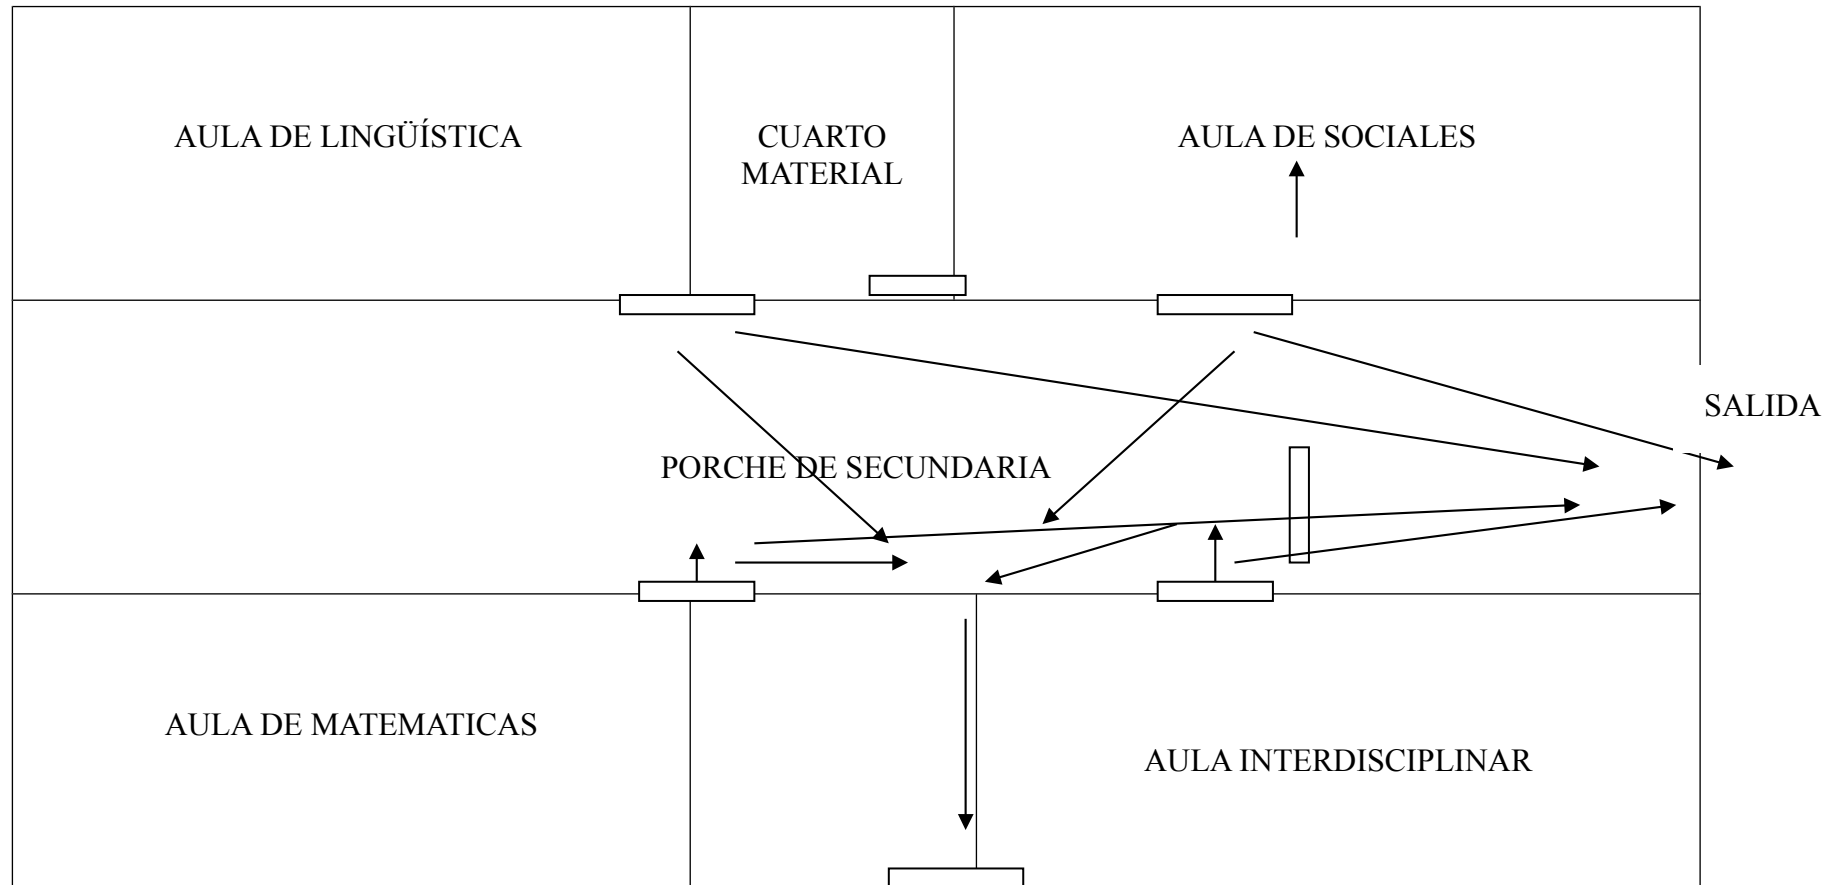 AULA DE LINGÜÍSTICA
CUARTO
MATERIAL
AULA DE SOCIALES
SALIDA
PORCHE DE SECUNDARIA
AULA DE MATEMATICAS
AULA INTERDISCIPLINAR